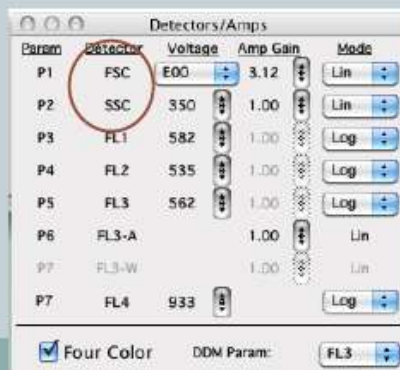 Detectors/Amps
Param Detector Voltage Amp Gain Mode
P1 FSC E00 3.12 Lin
P2 SSC 350 1.00 Lin
P3 FL1 582 1.00 Log
P4 FL2 535 1.00 Log
P5 FL3 562 1.00 Log
P6 FL3-A 1.00 Lin
P7 FL3-W 1.00 Lin
P7 FL4 933 Log
Four Color DDM Param: FL3